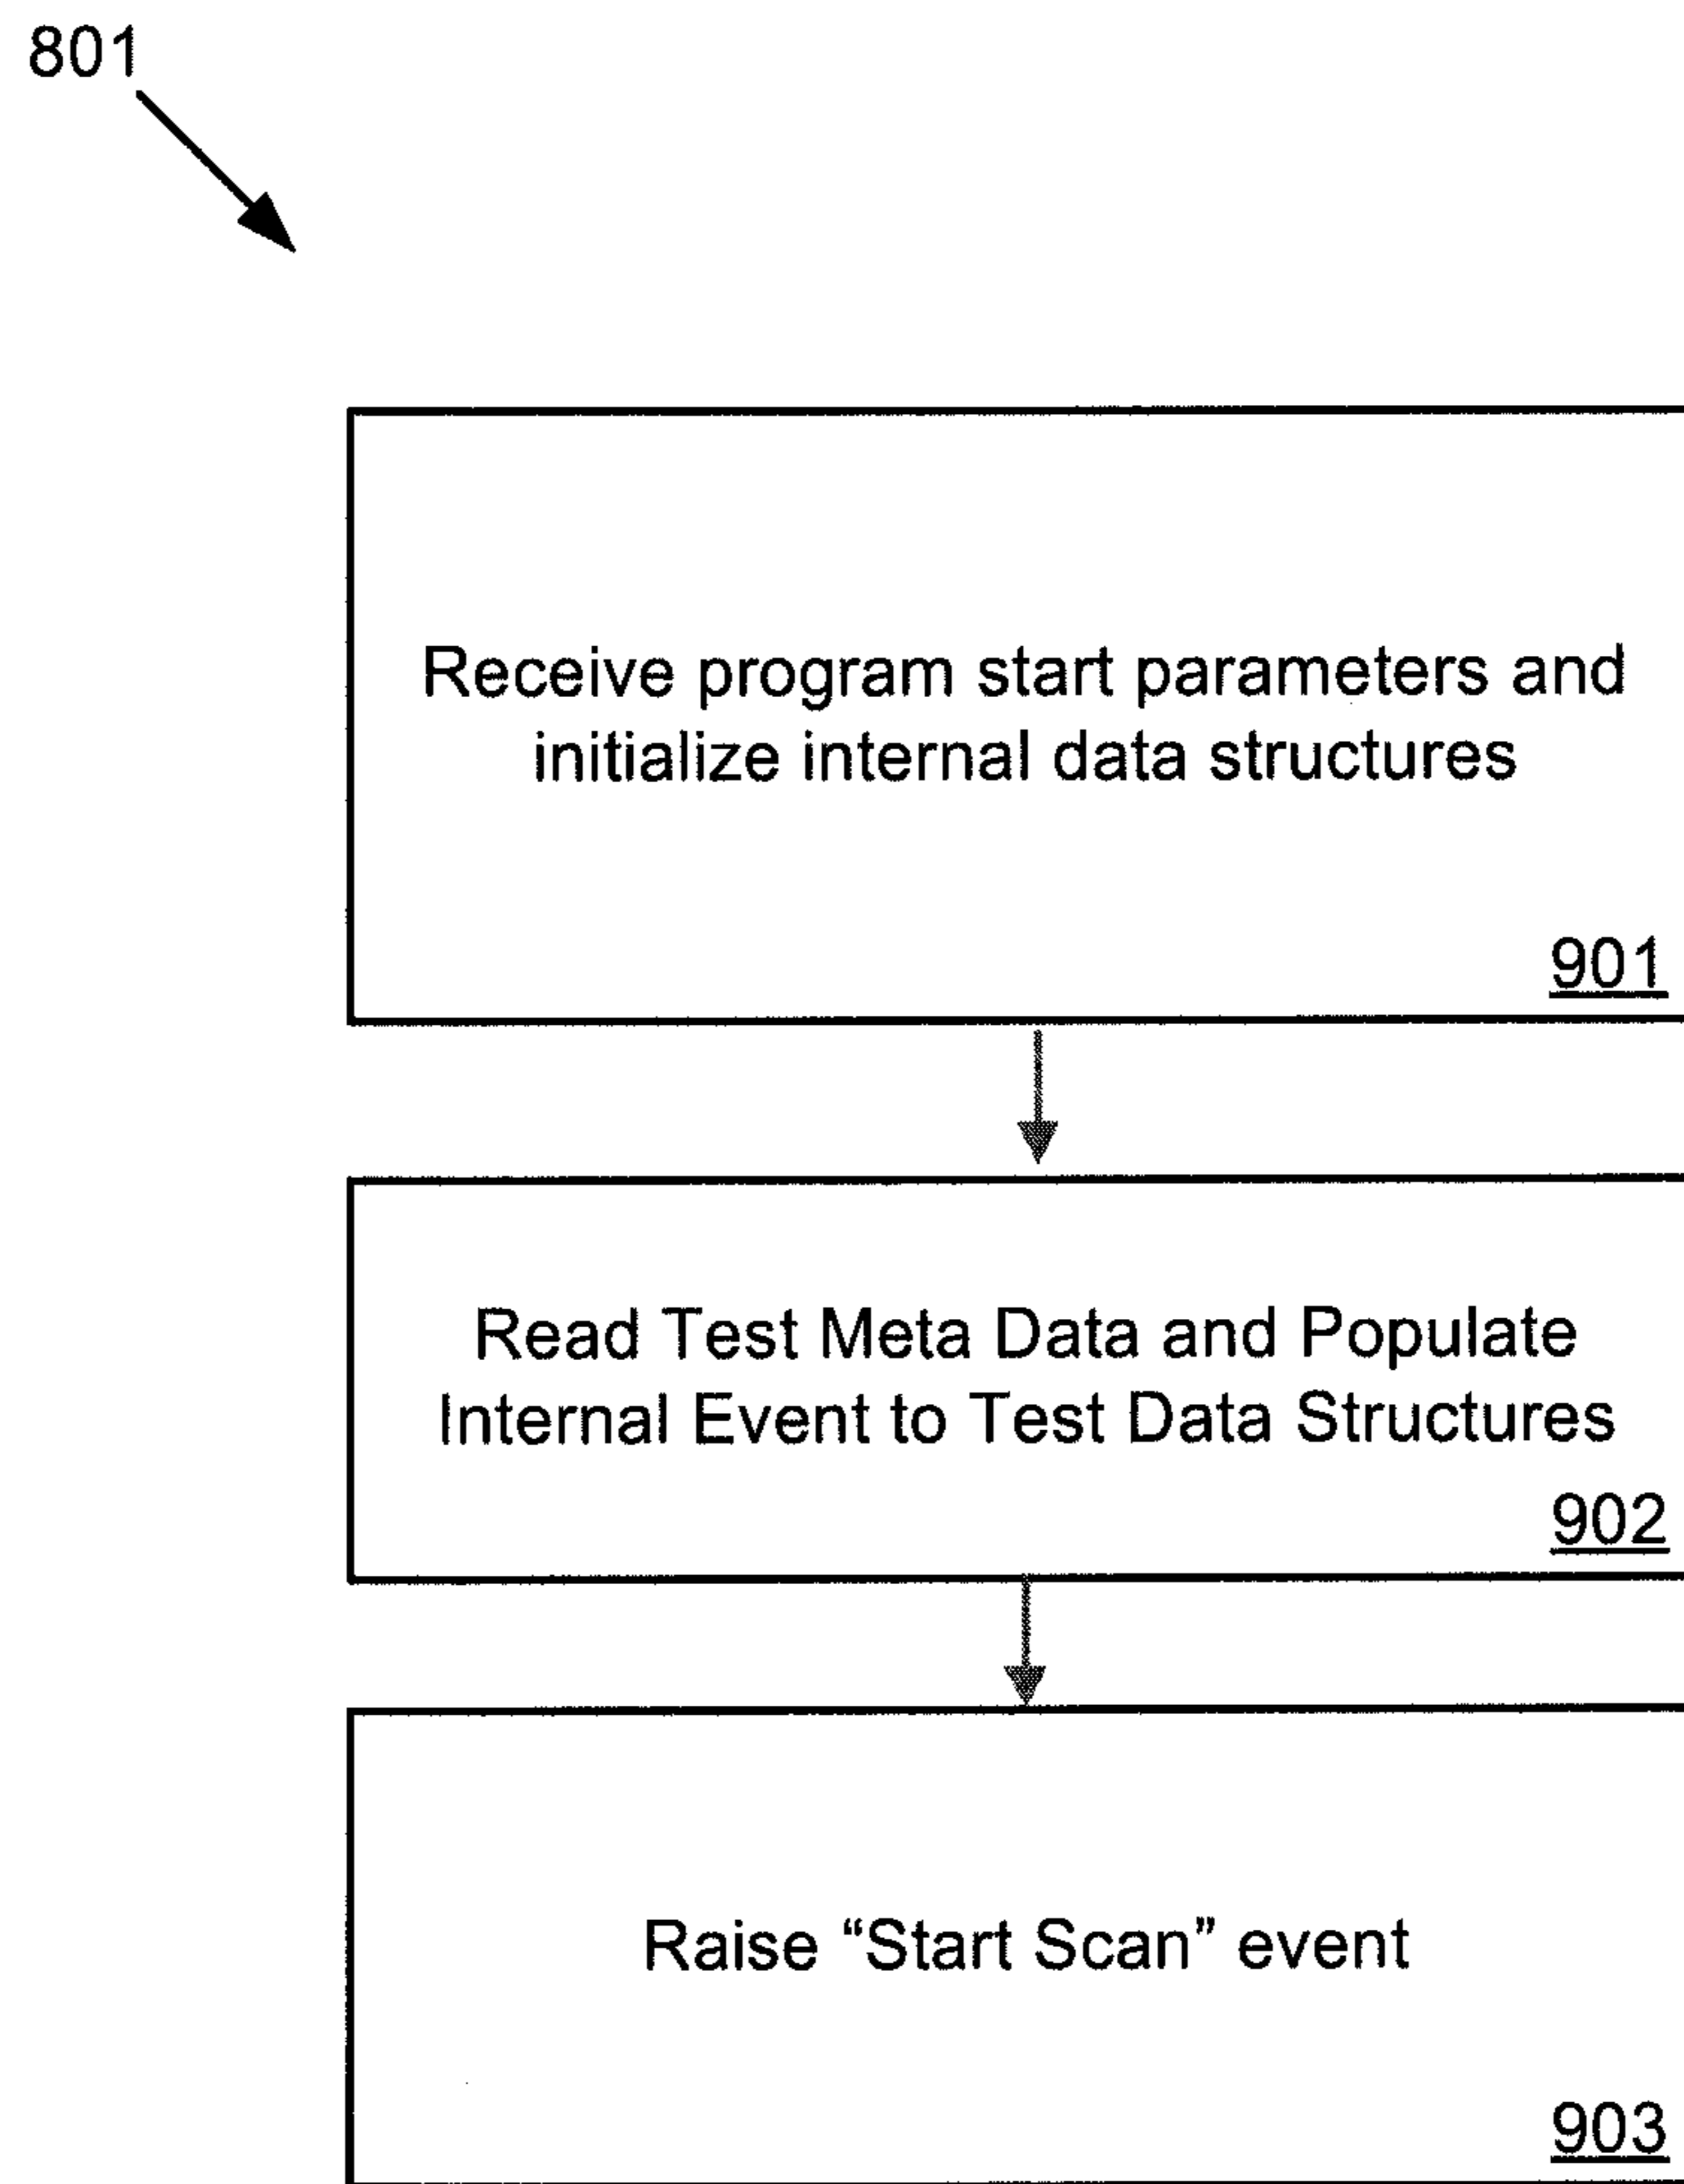 801
Receive program start parameters and
initialize internal data structures
901
Read Test Meta Data and Populate
Internal Event to Test Data Structures
902
Raise “Start Scan” event
903